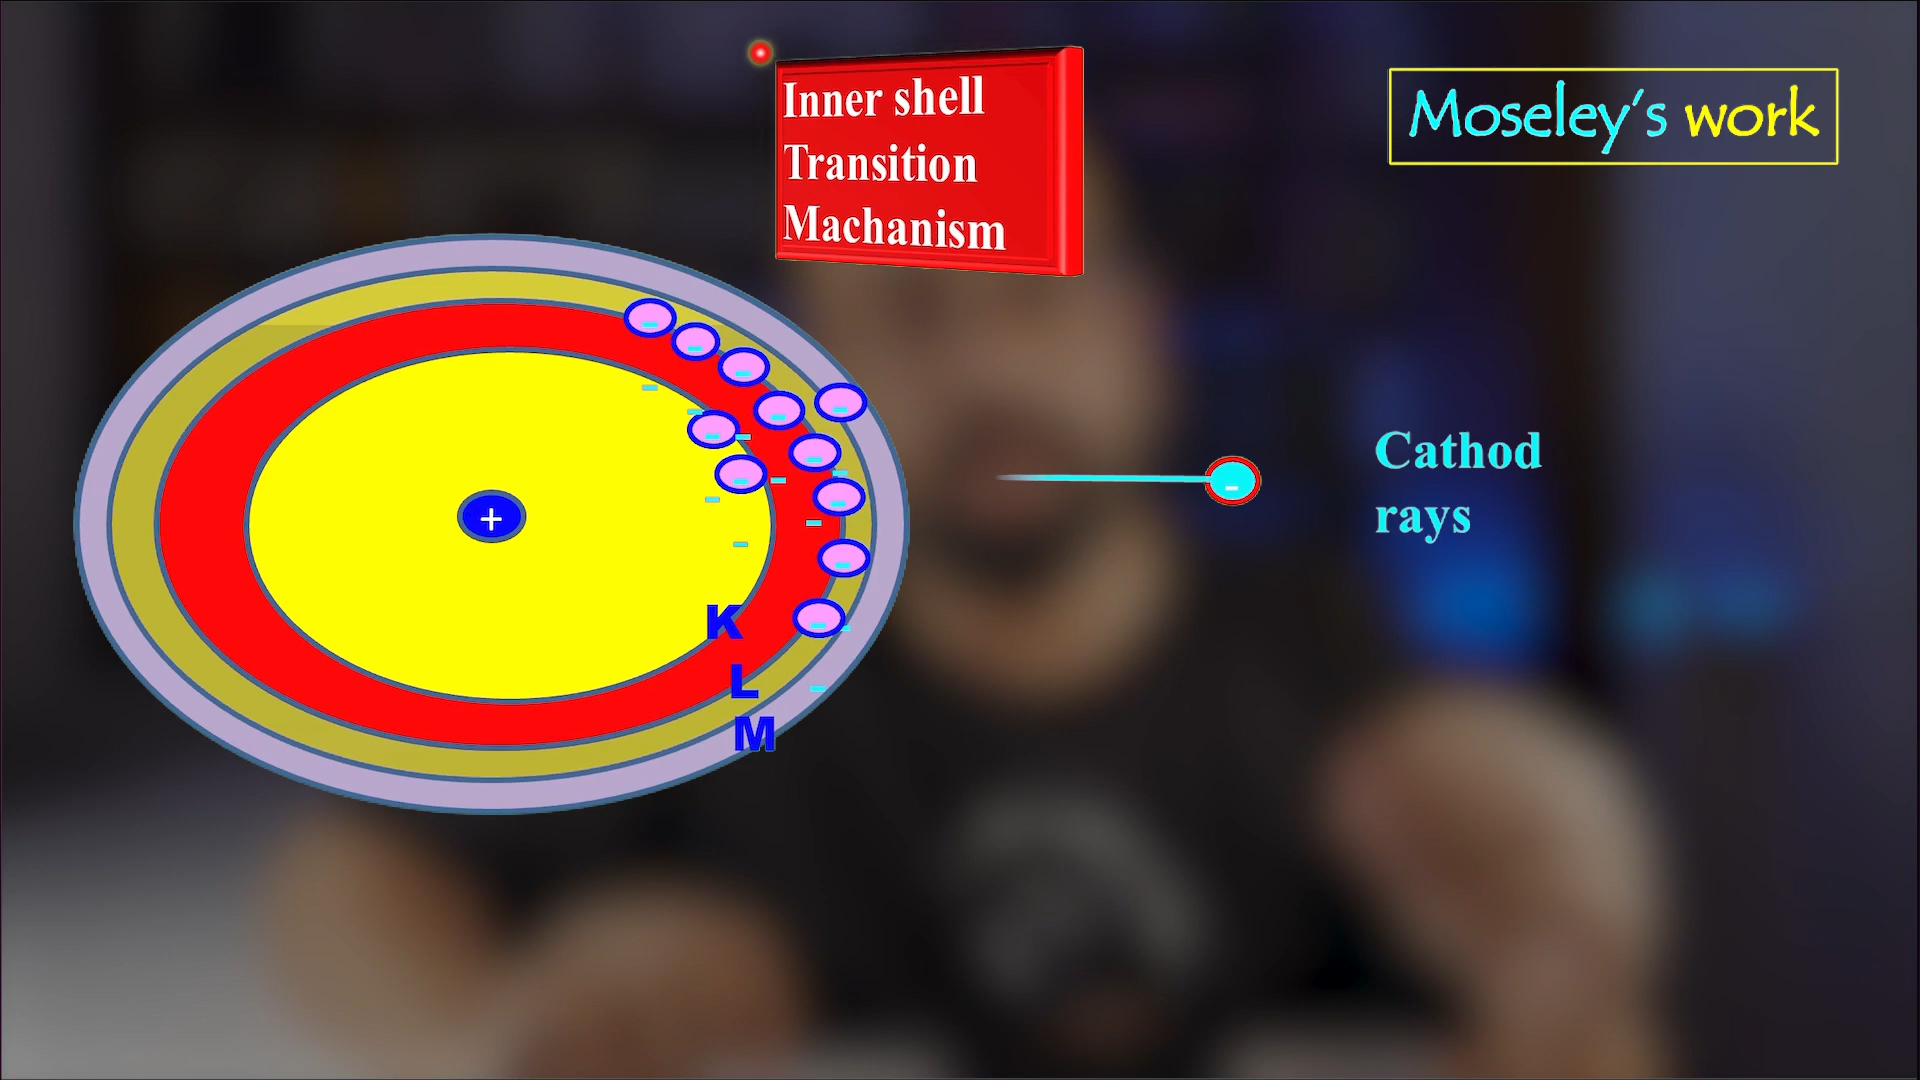 Inner shell
Transition
Machanism
Moseley's work
Cathod
rays
+
K
L
M